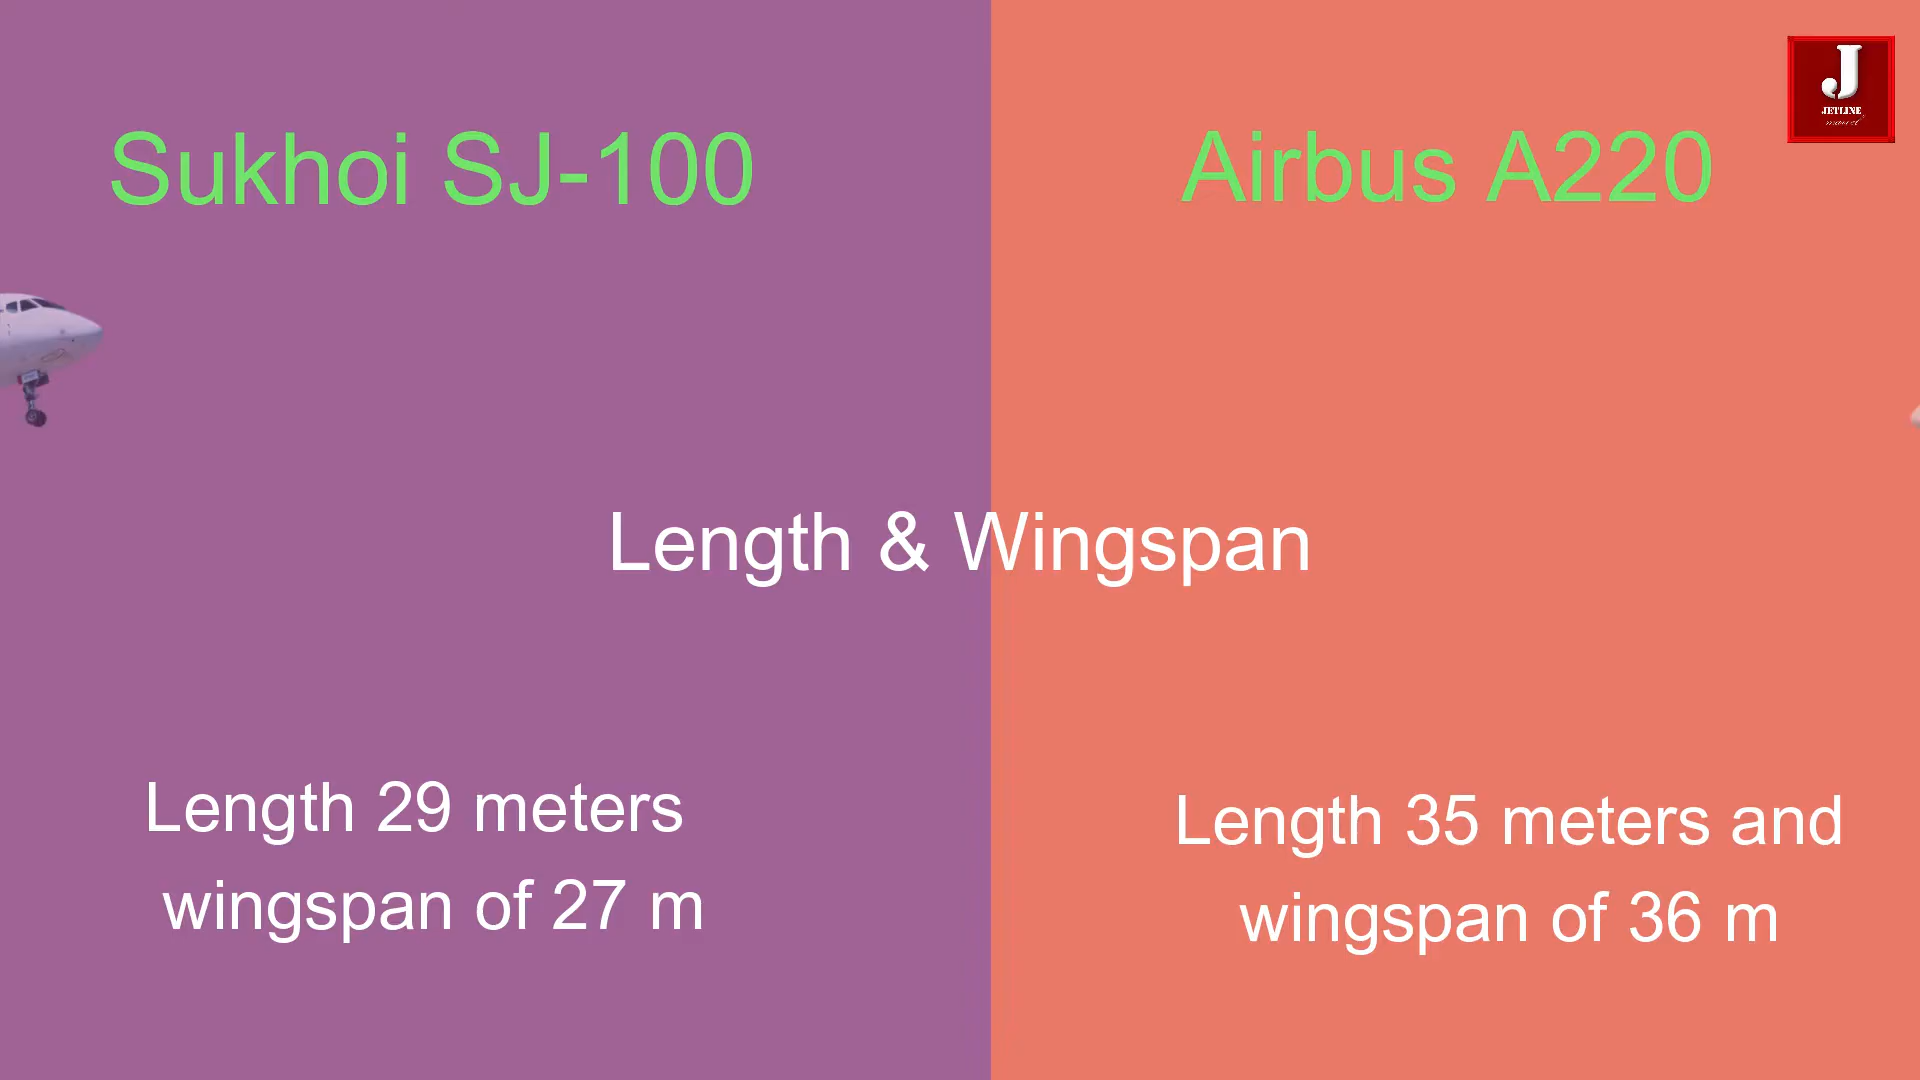 Sukhoi SJ-100
Airbus A220
J
JETLINE
Length & Wingspan
Length 29 meters
wingspan of 27 m
Length 35 meters and
wingspan of 36 m